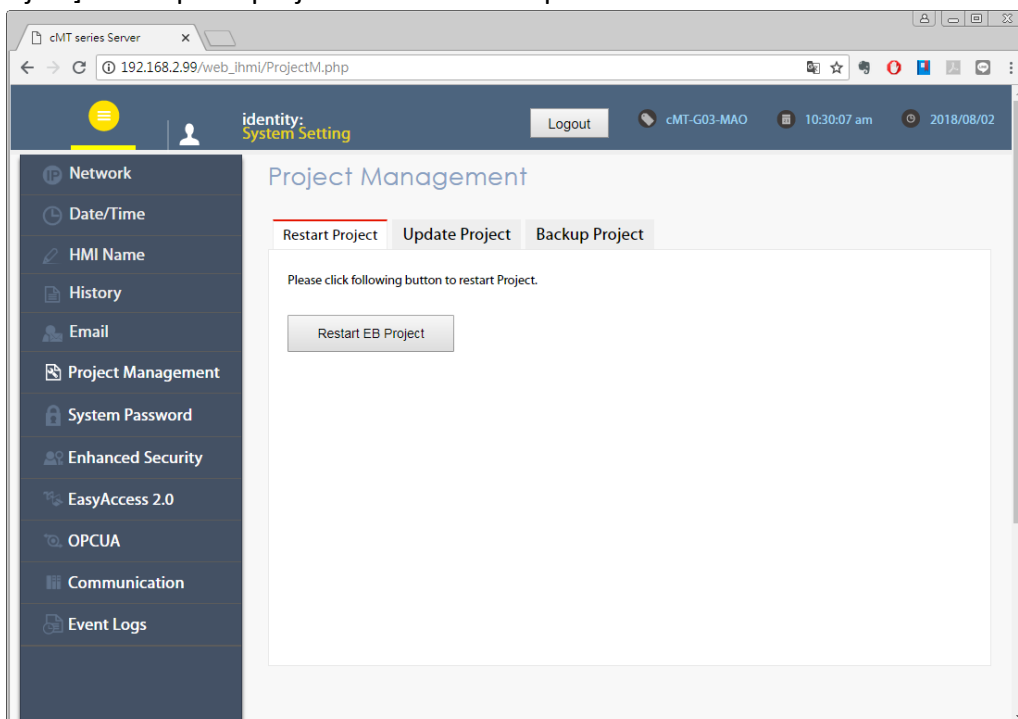 cMT series Server
192.168.2.99/web_ihmi/ProjectM.php
identity:
System Setting
Logout
cMT-G03-MAO
10:30:07 am
2018/08/02
Network
Date/Time
HMI Name
History
Email
Project Management
System Password
Enhanced Security
EasyAccess 2.0
OPCUA
Communication
Event Logs
Project Management
Restart Project Update Project Backup Project
Please click following button to restart Project.
Restart EB Project